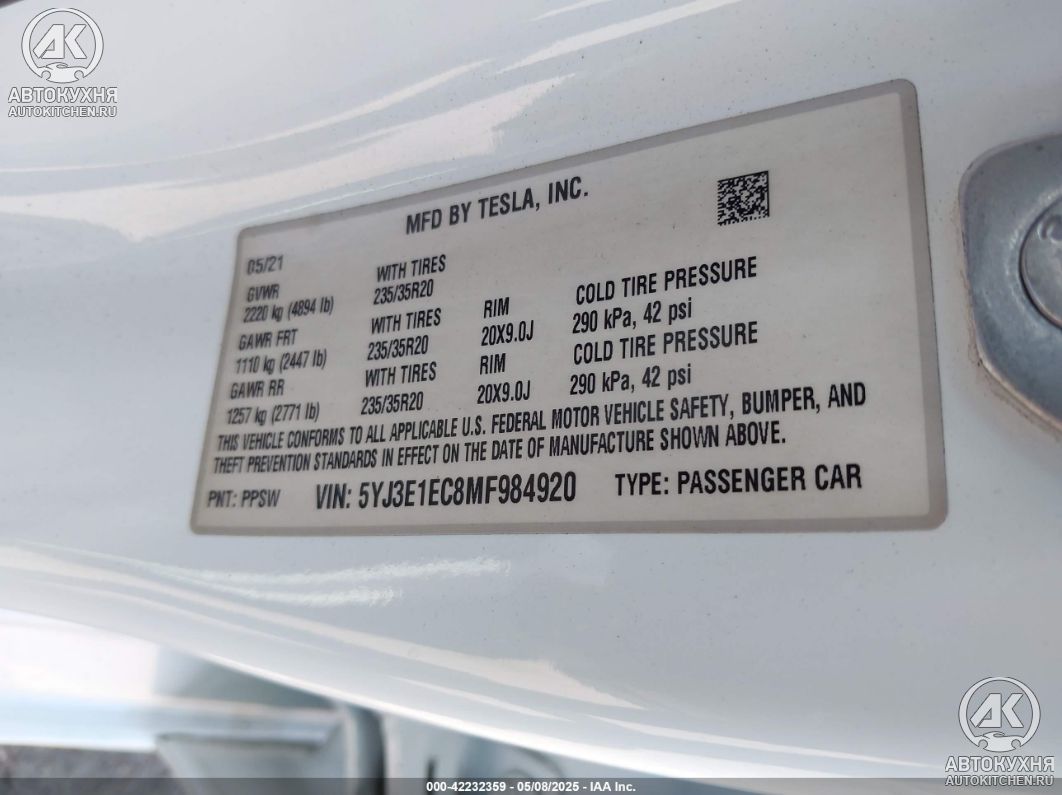 AK
АВТОКУХНЯ
AUTOKITCHEN.RU
MFD BY TESLA, INC.
05/21
GVWR WITH TIRES
2220 kg (4894 lb) 235/35R20 RIM COLD TIRE PRESSURE
GAWR FRT WITH TIRES 20X9.0J 290 kPa, 42 psi
1110 kg (2447 lb) 235/35R20 RIM COLD TIRE PRESSURE
GAWR RR WITH TIRES 20X9.0J 290 kPa, 42 psi
1257 kg (2771 lb) 235/35R20
THIS VEHICLE CONFORMS TO ALL APPLICABLE U.S. FEDERAL MOTOR VEHICLE SAFETY, BUMPER, AND
THEFT PREVENTION STANDARDS IN EFFECT ON THE DATE OF MANUFACTURE SHOWN ABOVE.
PNT: PPSW VIN: 5YJ3E1EC8MF984920 TYPE: PASSENGER CAR
AK
АВТОКУХНЯ
AUTOKITCHEN.RU
000-42232359 - 05/08/2025 - IAA Inc.